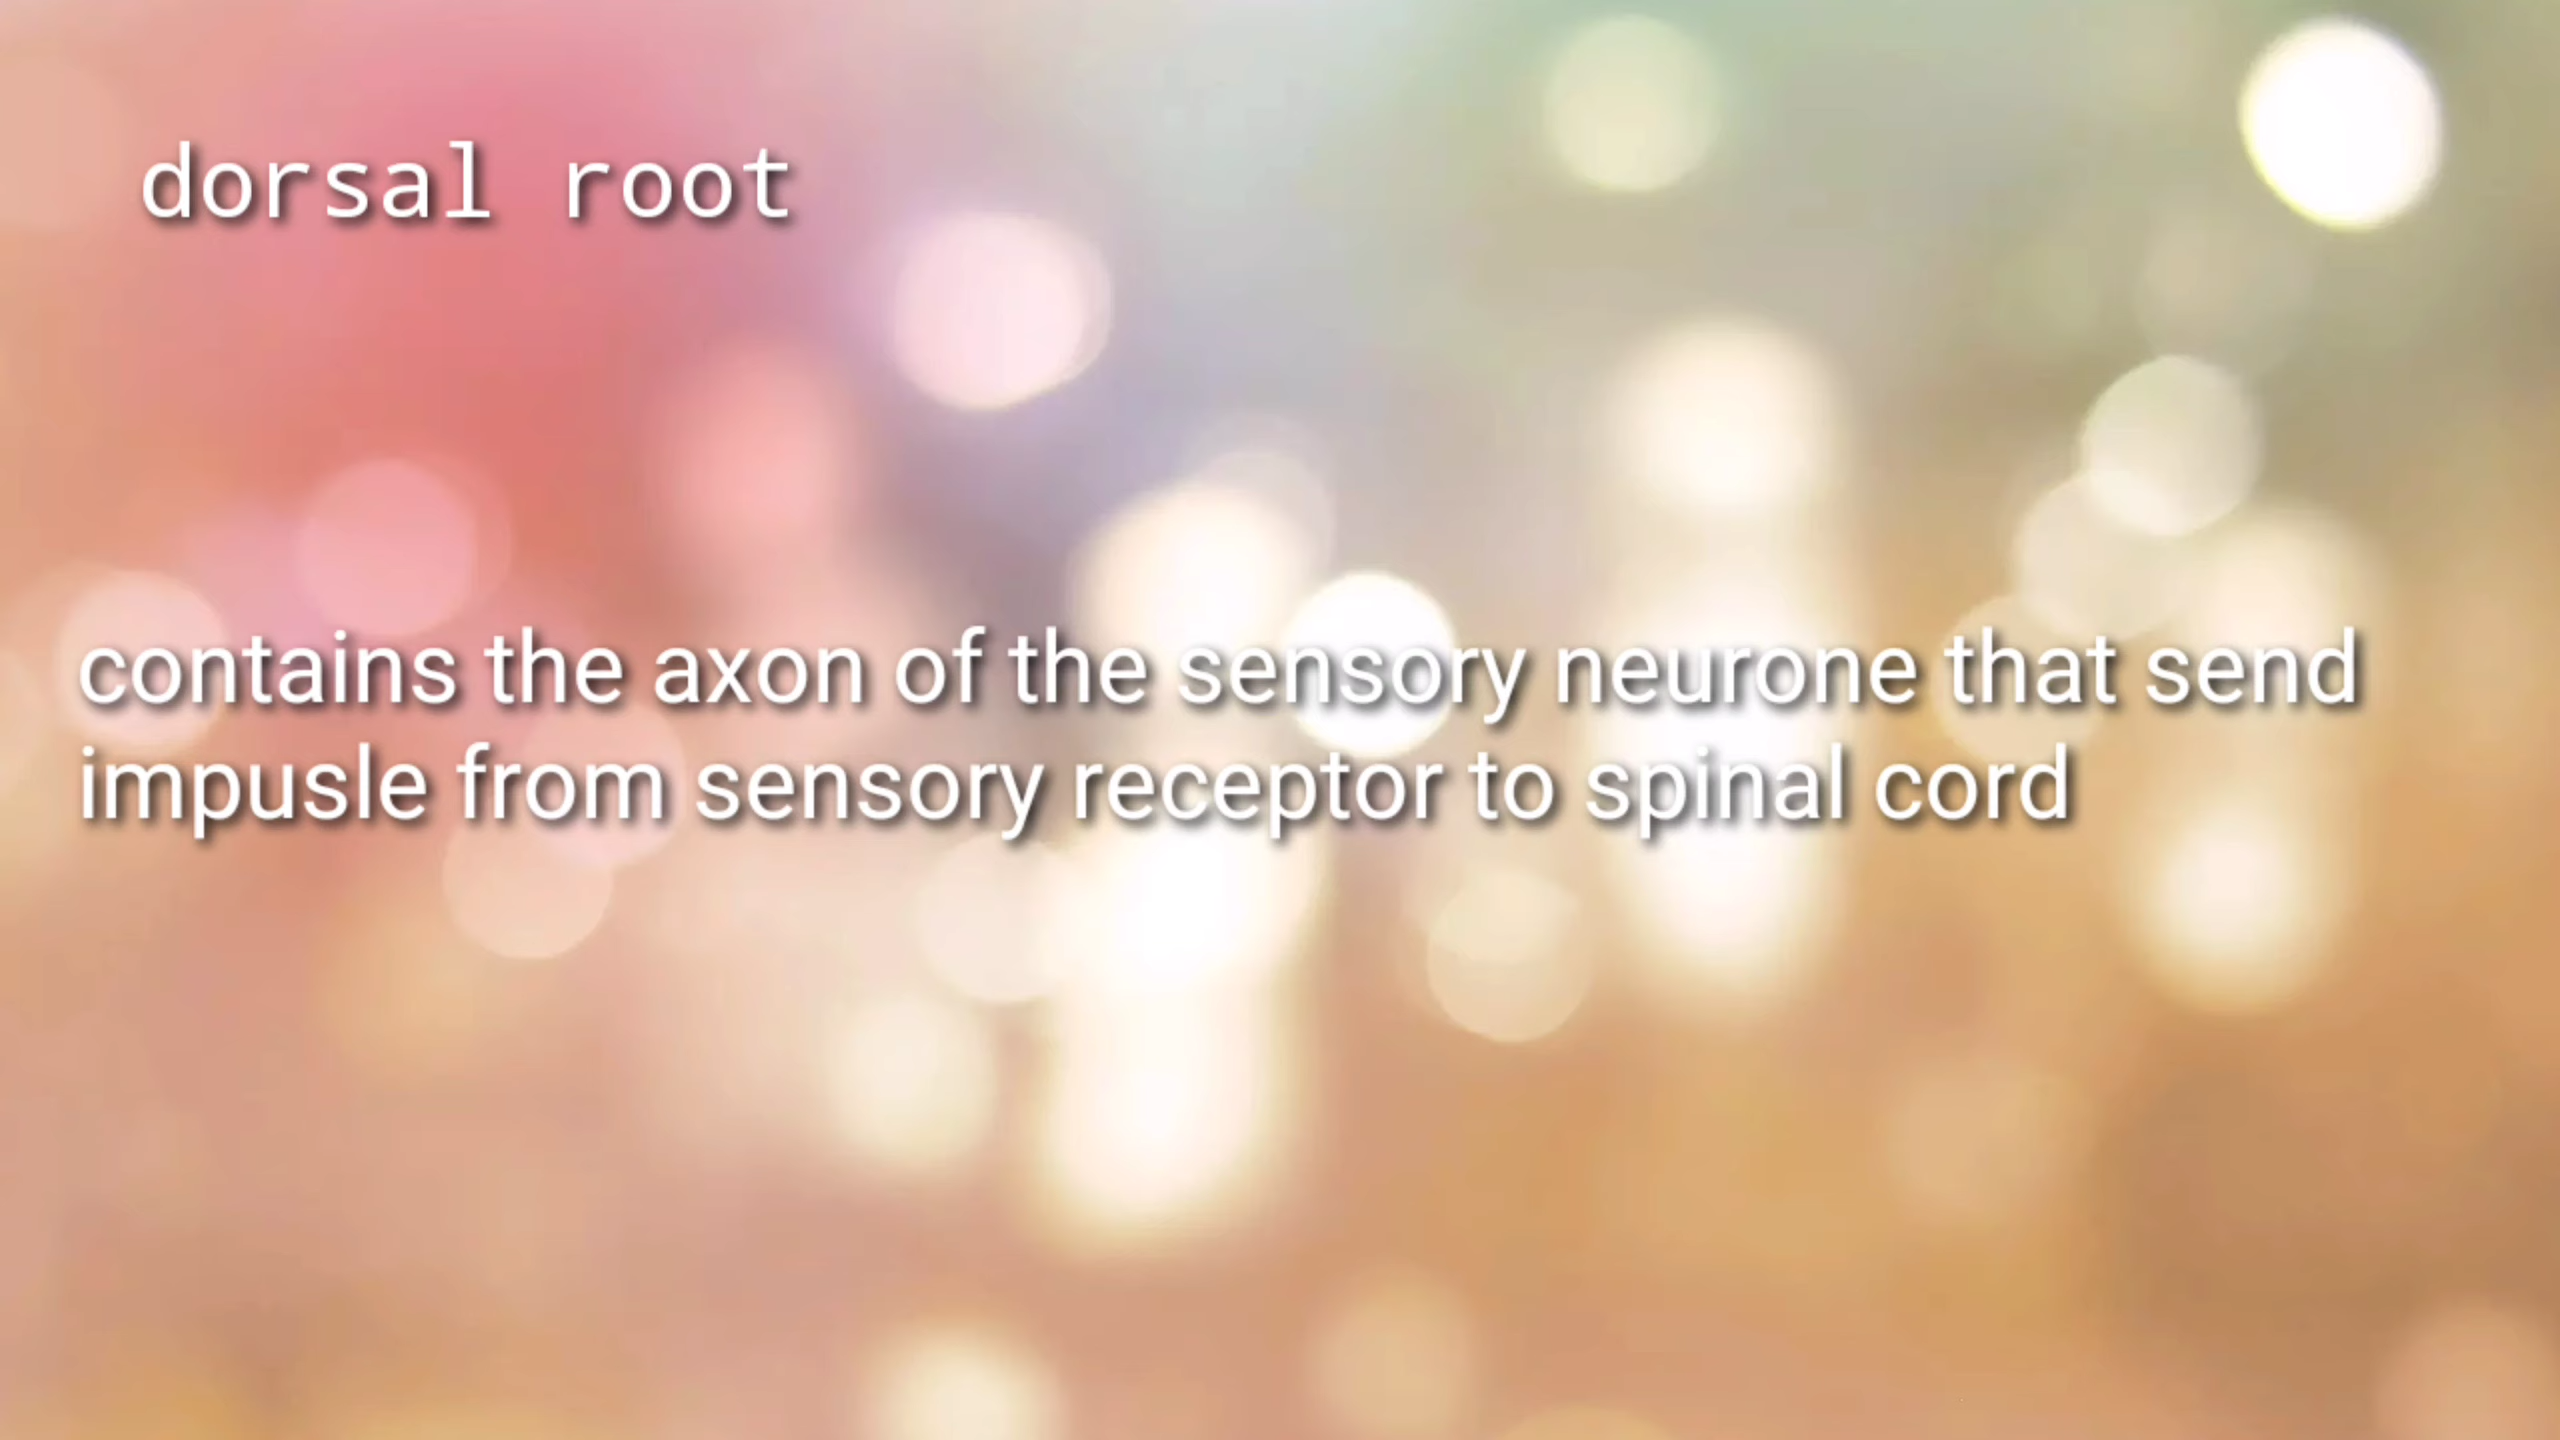 dorsal root
contains the axon of the sensory neurone that send
impusle from sensory receptor to spinal cord